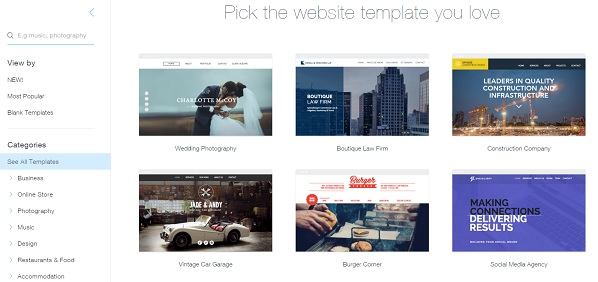 Pick the website template you love
E.g music, photography
View by
NEW!
Most Popular
Blank Templates
Categories
See All Templates
Business
Online Store
Photography
Music
Design
Restaurants & Food
Accommodation
CHARLOTTE MCCOY
Wedding Photography
BOUTIQUE
LAW FIRM
Boutique Law Firm
LEADERS IN QUALITY
CONSTRUCTION AND
INFRASTRUCTURE
Construction Company
JADE & ANDY
Vintage Car Garage
Burger
Burger Corner
MAKING
CONNECTIONS
DELIVERING
RESULTS
Social Media Agency